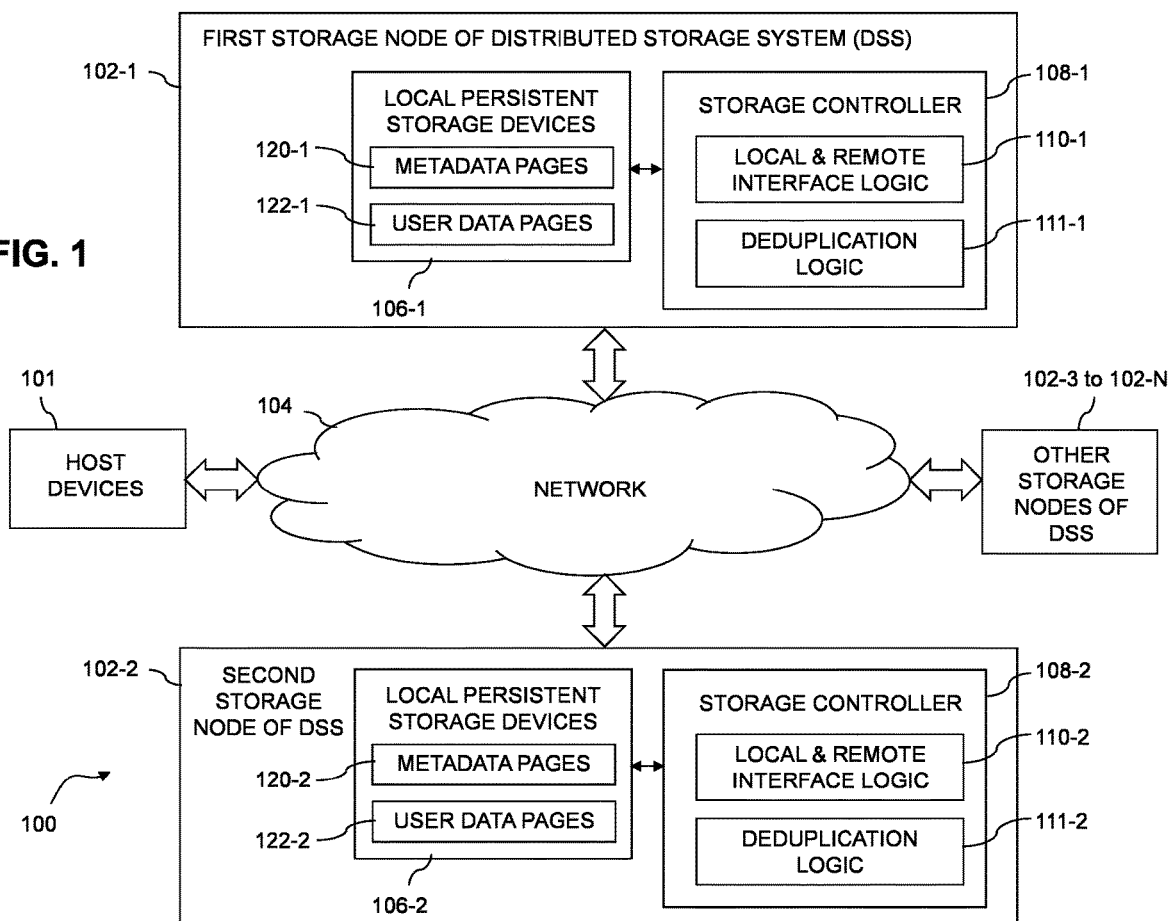 FIRST STORAGE NODE OF DISTRIBUTED STORAGE SYSTEM (DSS)
102-1
108-1
LOCAL PERSISTENT
STORAGE DEVICES
STORAGE CONTROLLER
120-1
METADATA PAGES
LOCAL & REMOTE
INTERFACE LOGIC
110-1
122-1
USER DATA PAGES
DEDUPLICATION
LOGIC
111-1
FIG. 1
106-1
101
104
102-3 to 102-N
HOST
DEVICES
NETWORK
OTHER
STORAGE
NODES OF
DSS
102-2
SECOND
STORAGE
NODE OF DSS
LOCAL PERSISTENT
STORAGE DEVICES
STORAGE CONTROLLER
108-2
120-2
METADATA PAGES
LOCAL & REMOTE
INTERFACE LOGIC
110-2
100
122-2
USER DATA PAGES
DEDUPLICATION
LOGIC
111-2
106-2